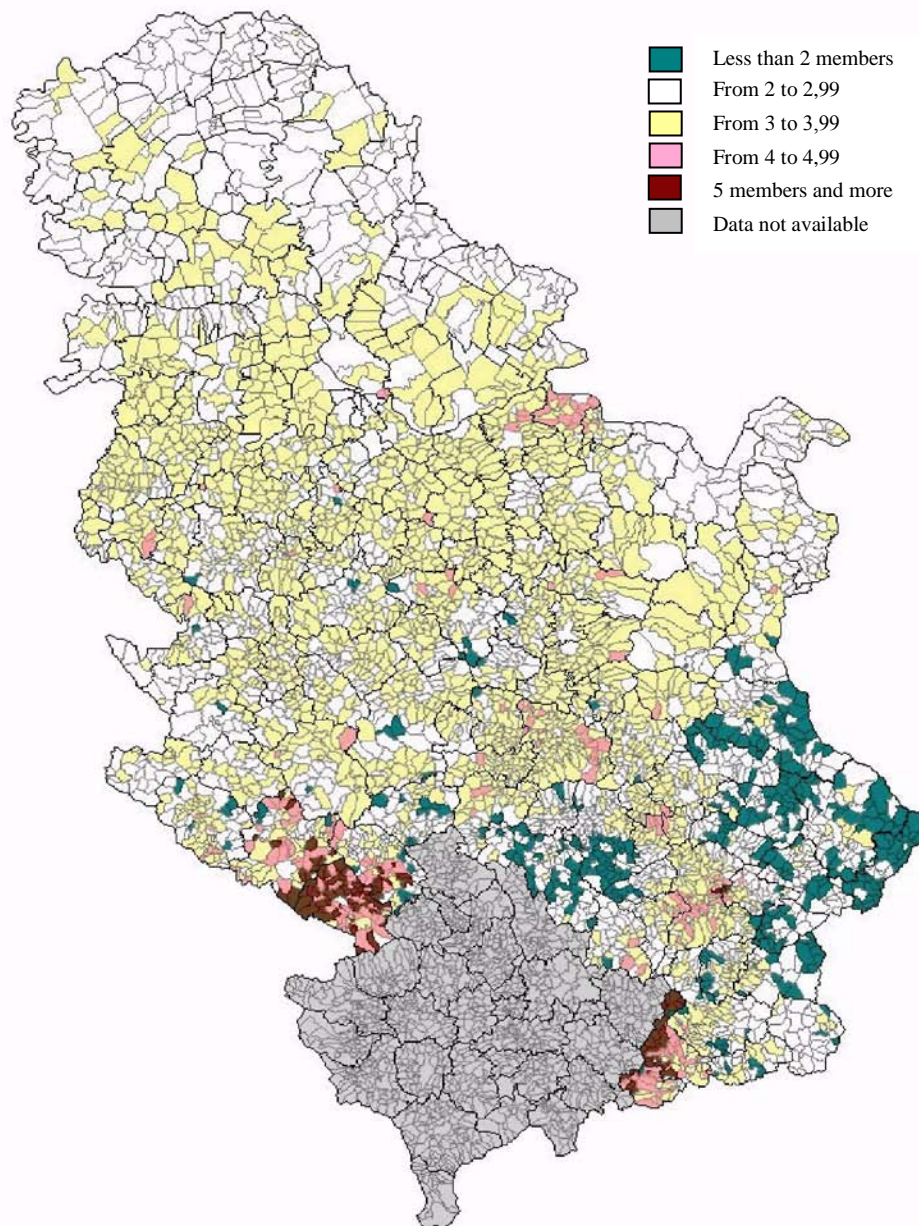 Less than 2 members
From 2 to 2,99
From 3 to 3,99
From 4 to 4,99
5 members and more
Data not available